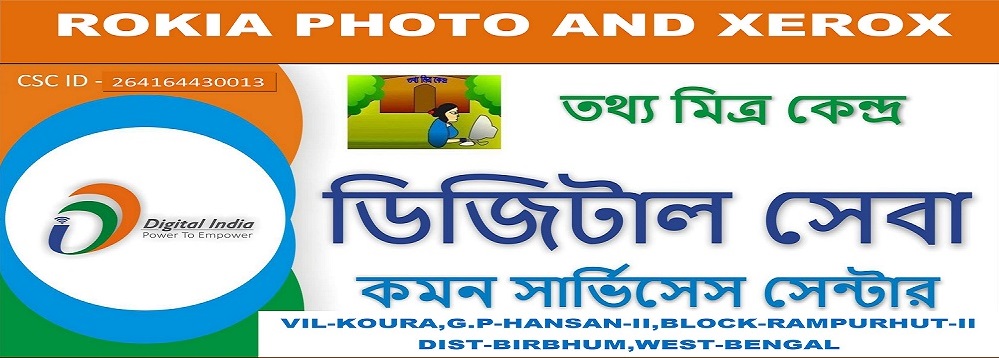 ROKIA PHOTO AND XEROX
CSC ID - 264164430013
তথ্য মিত্র কেন্দ্র
তথ্য মিত্র কেন্দ্র
Digital India
Power To Empower
ডিজিটাল সেবা
কমন সার্ভিসেস সেন্টার
VIL-KOURA,G.P-HANSAN-II,BLOCK-RAMPURHUT-II
DIST-BIRBHUM,WEST-BENGAL